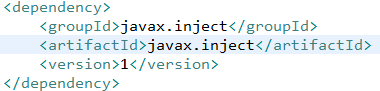 <dependency>
<groupId>javax.inject</groupId>
<artifactId>javax.inject</artifactId>
<version>1</version>
</dependency>